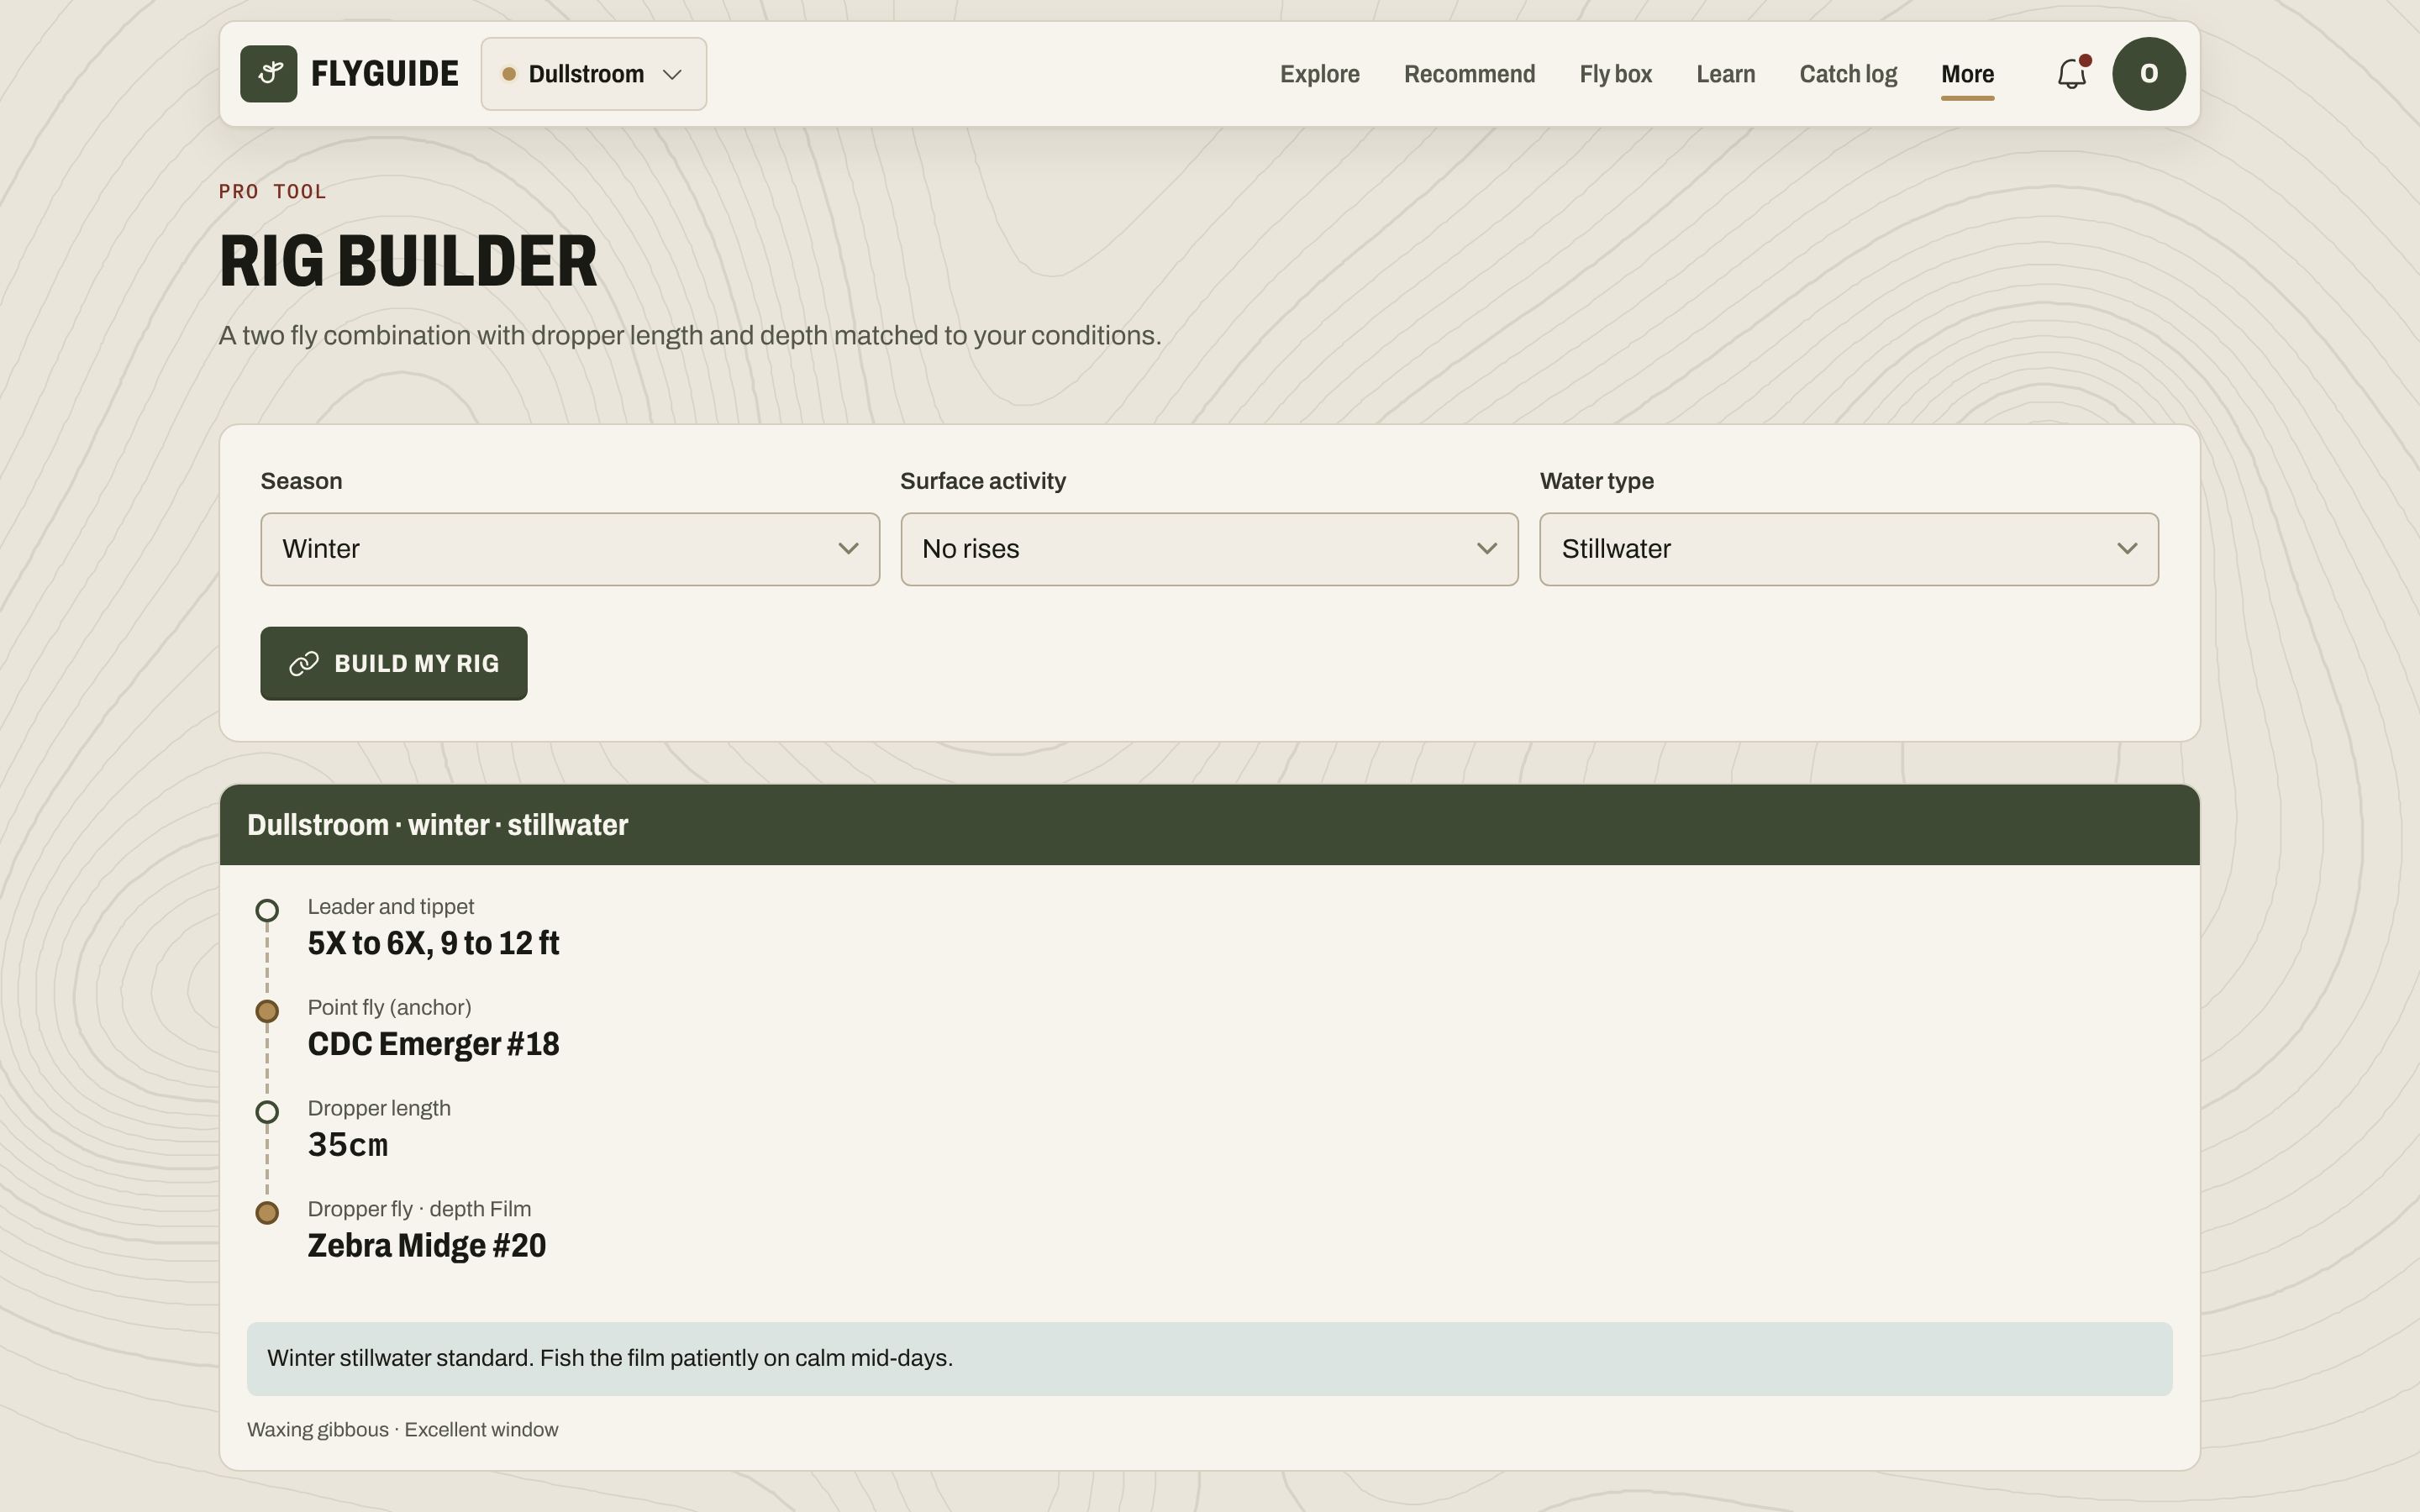 FLYGUIDE
Dullstroom
Explore
Recommend
Fly box
Learn
Catch log
More
O
PRO TOOL
RIG BUILDER
A two fly combination with dropper length and depth matched to your conditions.
Season
Surface activity
Water type
Winter
No rises
Stillwater
BUILD MY RIG
Dullstroom · winter · stillwater
Leader and tippet
5X to 6X, 9 to 12 ft
Point fly (anchor)
CDC Emerger #18
Dropper length
35cm
Dropper fly · depth Film
Zebra Midge #20
Winter stillwater standard. Fish the film patiently on calm mid-days.
Waxing gibbous · Excellent window